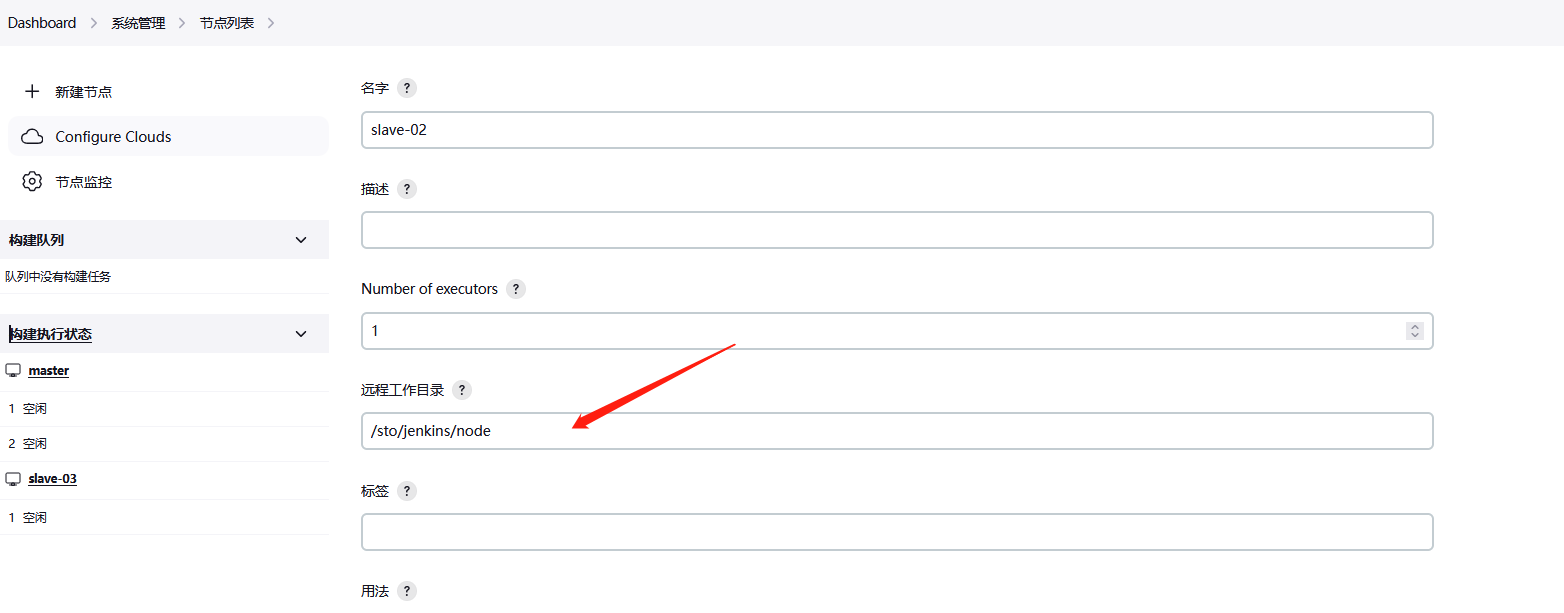 Dashboard > 系统管理 > 节点列表 >
新建节点
Configure Clouds
节点监控
构建队列
队列中没有构建任务
构建执行状态
master
1 空闲
2 空闲
slave-03
1 空闲
名字 ?
slave-02
描述 ?
Number of executors ?
1
远程工作目录 ?
/sto/jenkins/node
标签 ?
用法 ?